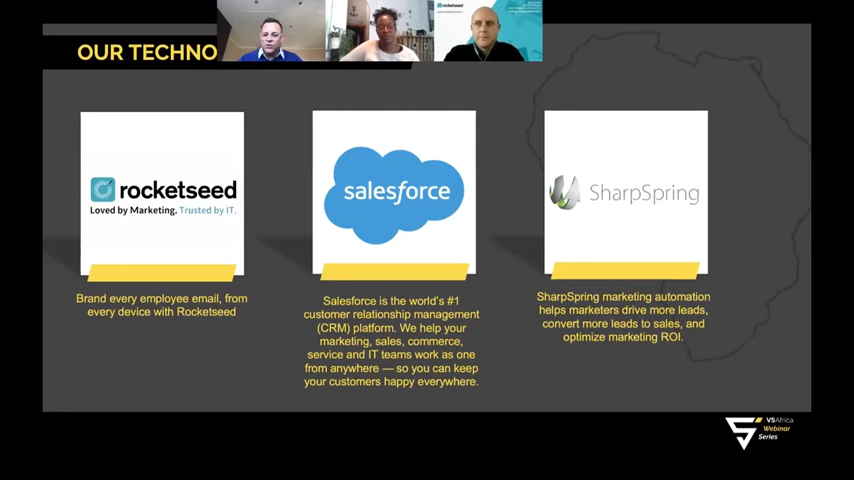 OUR TECHNO
rocketseed
rocketseed
Loved by Marketing. Trusted by IT.
salesforce
SharpSpring
Brand every employee email, from
every device with Rocketseed
Salesforce is the world's #1
customer relationship management
(CRM) platform. We help your
marketing, sales, commerce,
service and IT teams work as one
from anywhere — so you can keep
your customers happy everywhere.
SharpSpring marketing automation
helps marketers drive more leads,
convert more leads to sales, and
optimize marketing ROI.
V5Africa
Webinar
Series